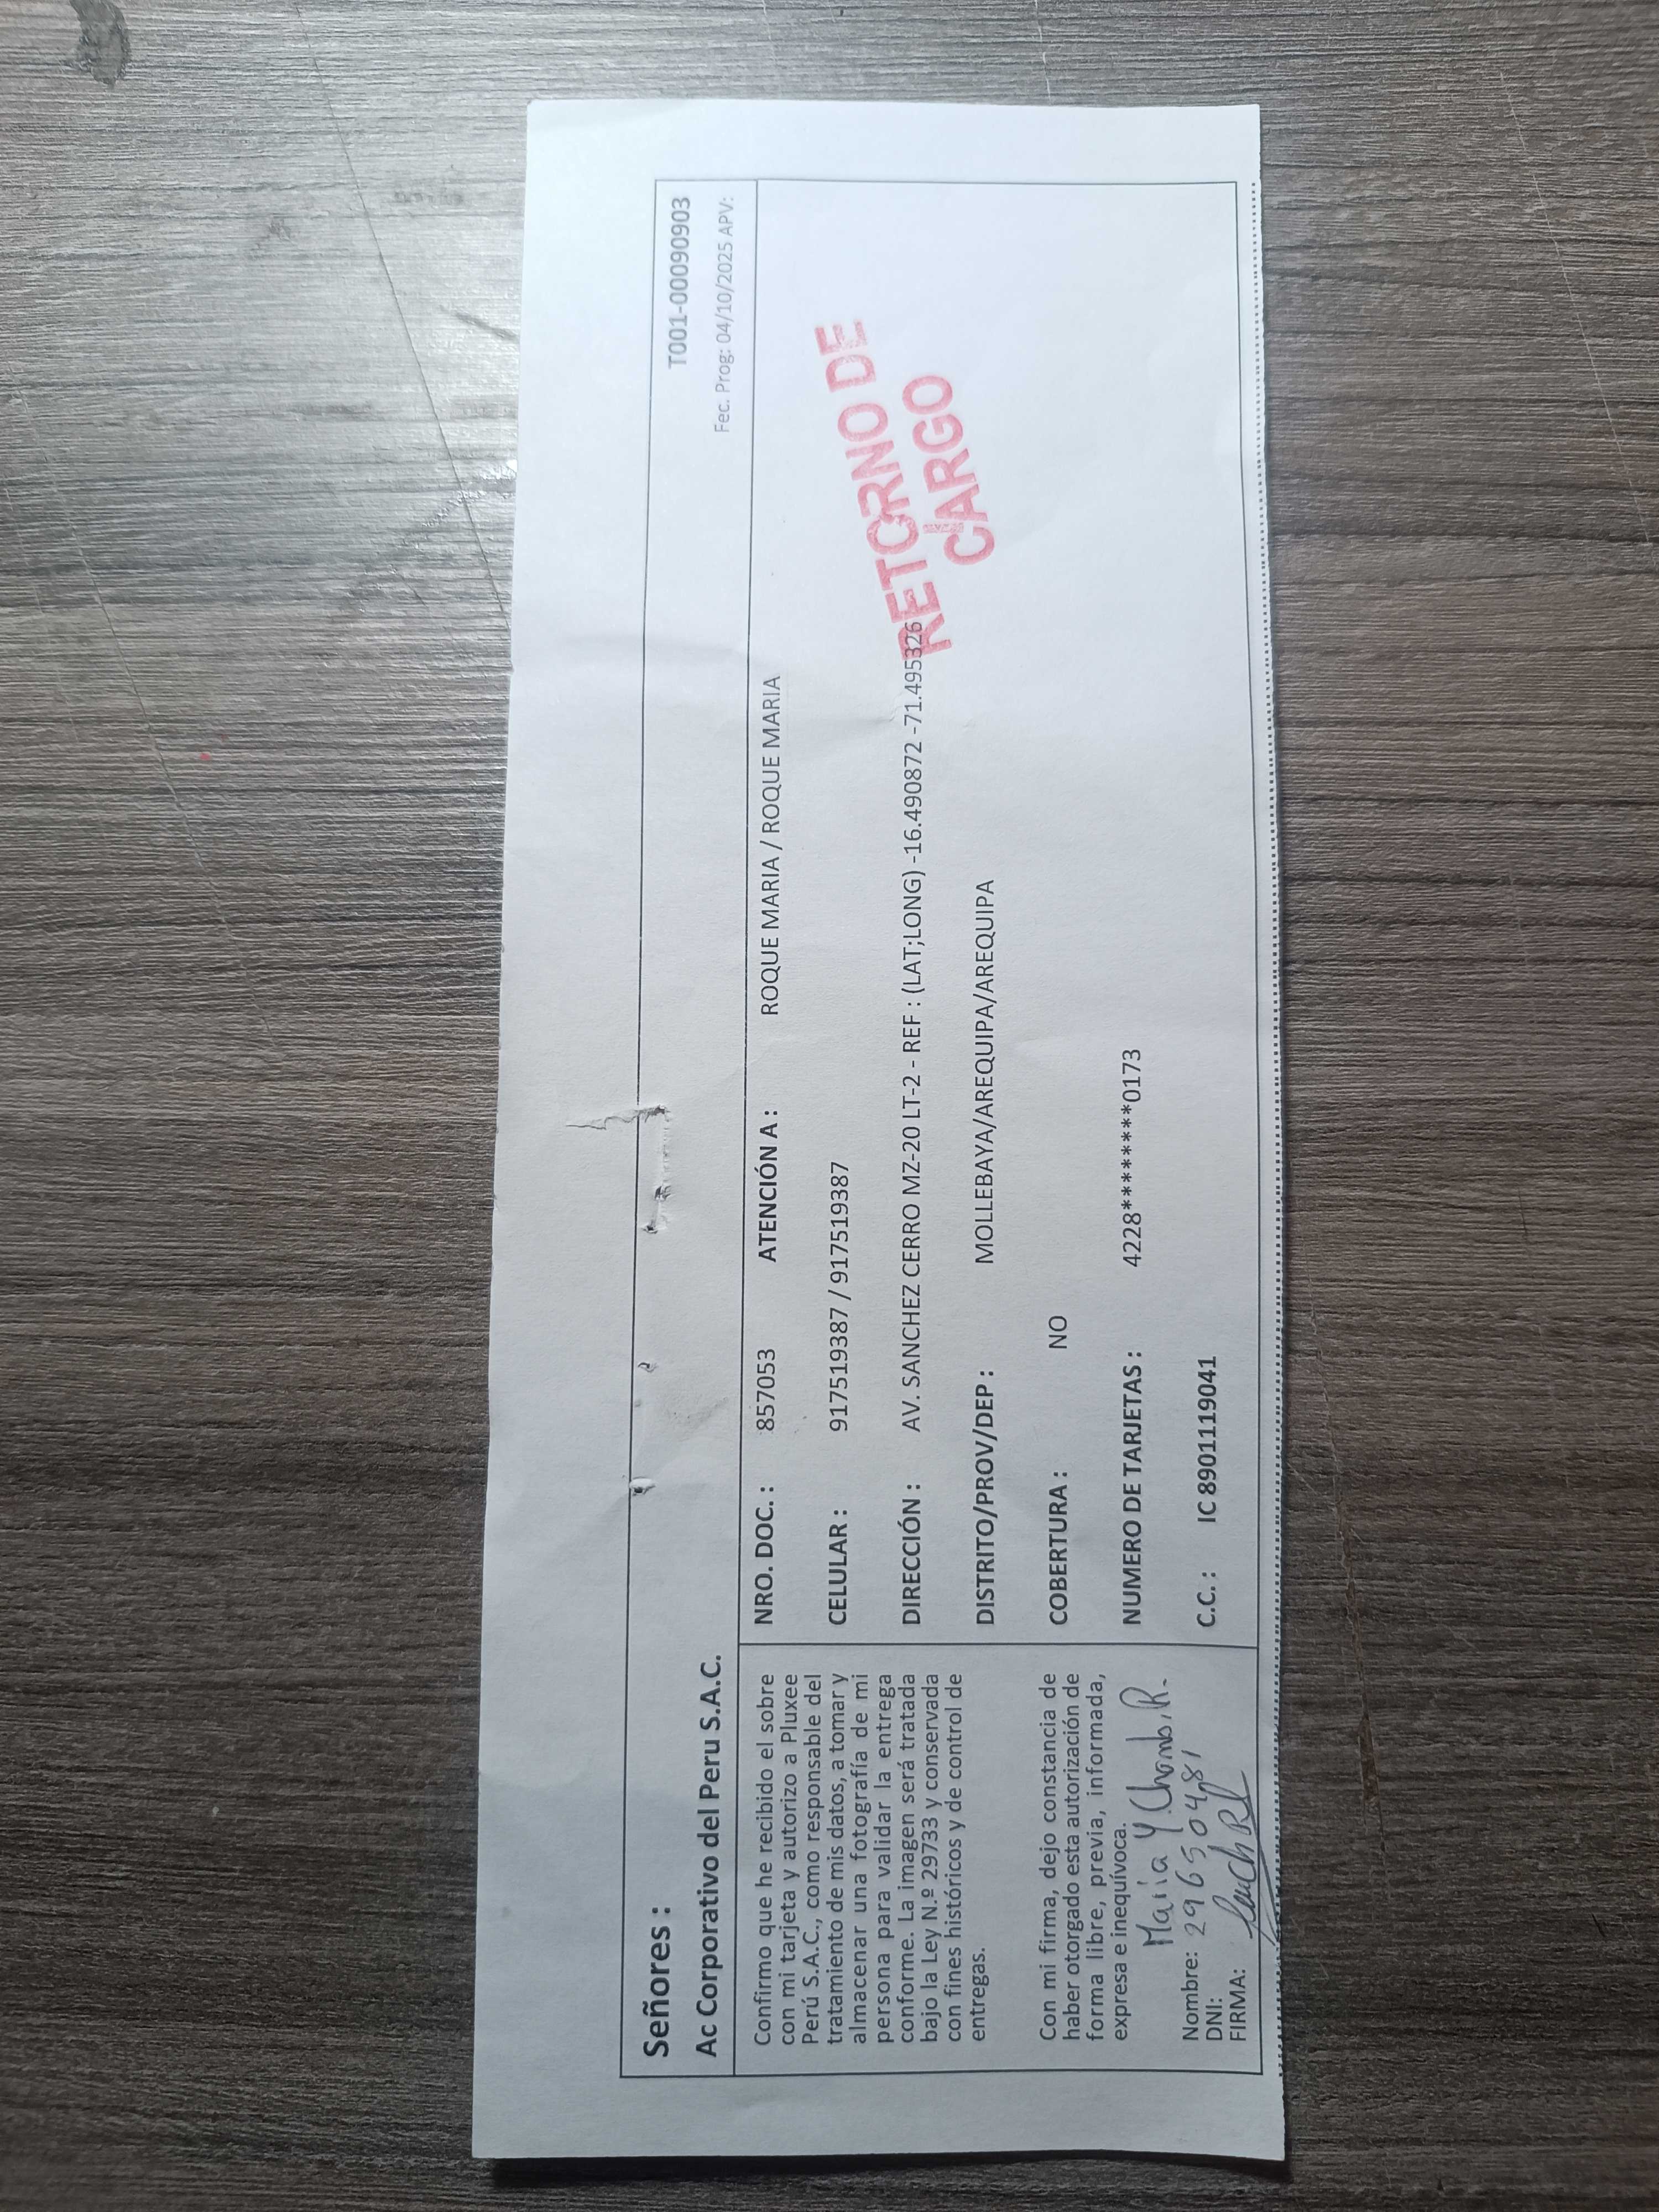 Señores :
Ac Corporativo del Peru S.A.C.
T001-00090903
Fec. Prog: 04/10/2025 APV:
Confirmo que he recibido el sobre
con mi tarjeta y autorizo a Pluxee
Perú S.A.C., como responsable del
tratamiento de mis datos, a tomar y
almacenar una fotografía de mi
persona para validar la entrega
conforme. La imagen será tratada
bajo la Ley N.º 29733 y conservada
con fines históricos y de control de
entregas.
Con mi firma, dejo constancia de
haber otorgado esta autorización de
forma libre, previa, informada,
expresa e inequívoca.
Nombre: María Y. Chambi R.
DNI: 29650481
FIRMA:
NRO. DOC. : 857053 ATENCIÓN A : ROQUE MARIA / ROQUE MARIA
CELULAR : 917519387 / 917519387
DIRECCIÓN : AV. SANCHEZ CERRO MZ-20 LT-2 - REF : (LAT;LONG) -16.490872 -71.495326
DISTRITO/PROV/DEP : MOLLEBAYA/AREQUIPA/AREQUIPA
COBERTURA : NO
NUMERO DE TARJETAS : 4228********0173
C.C. : IC 8901119041
RETORNO DE
CARGO